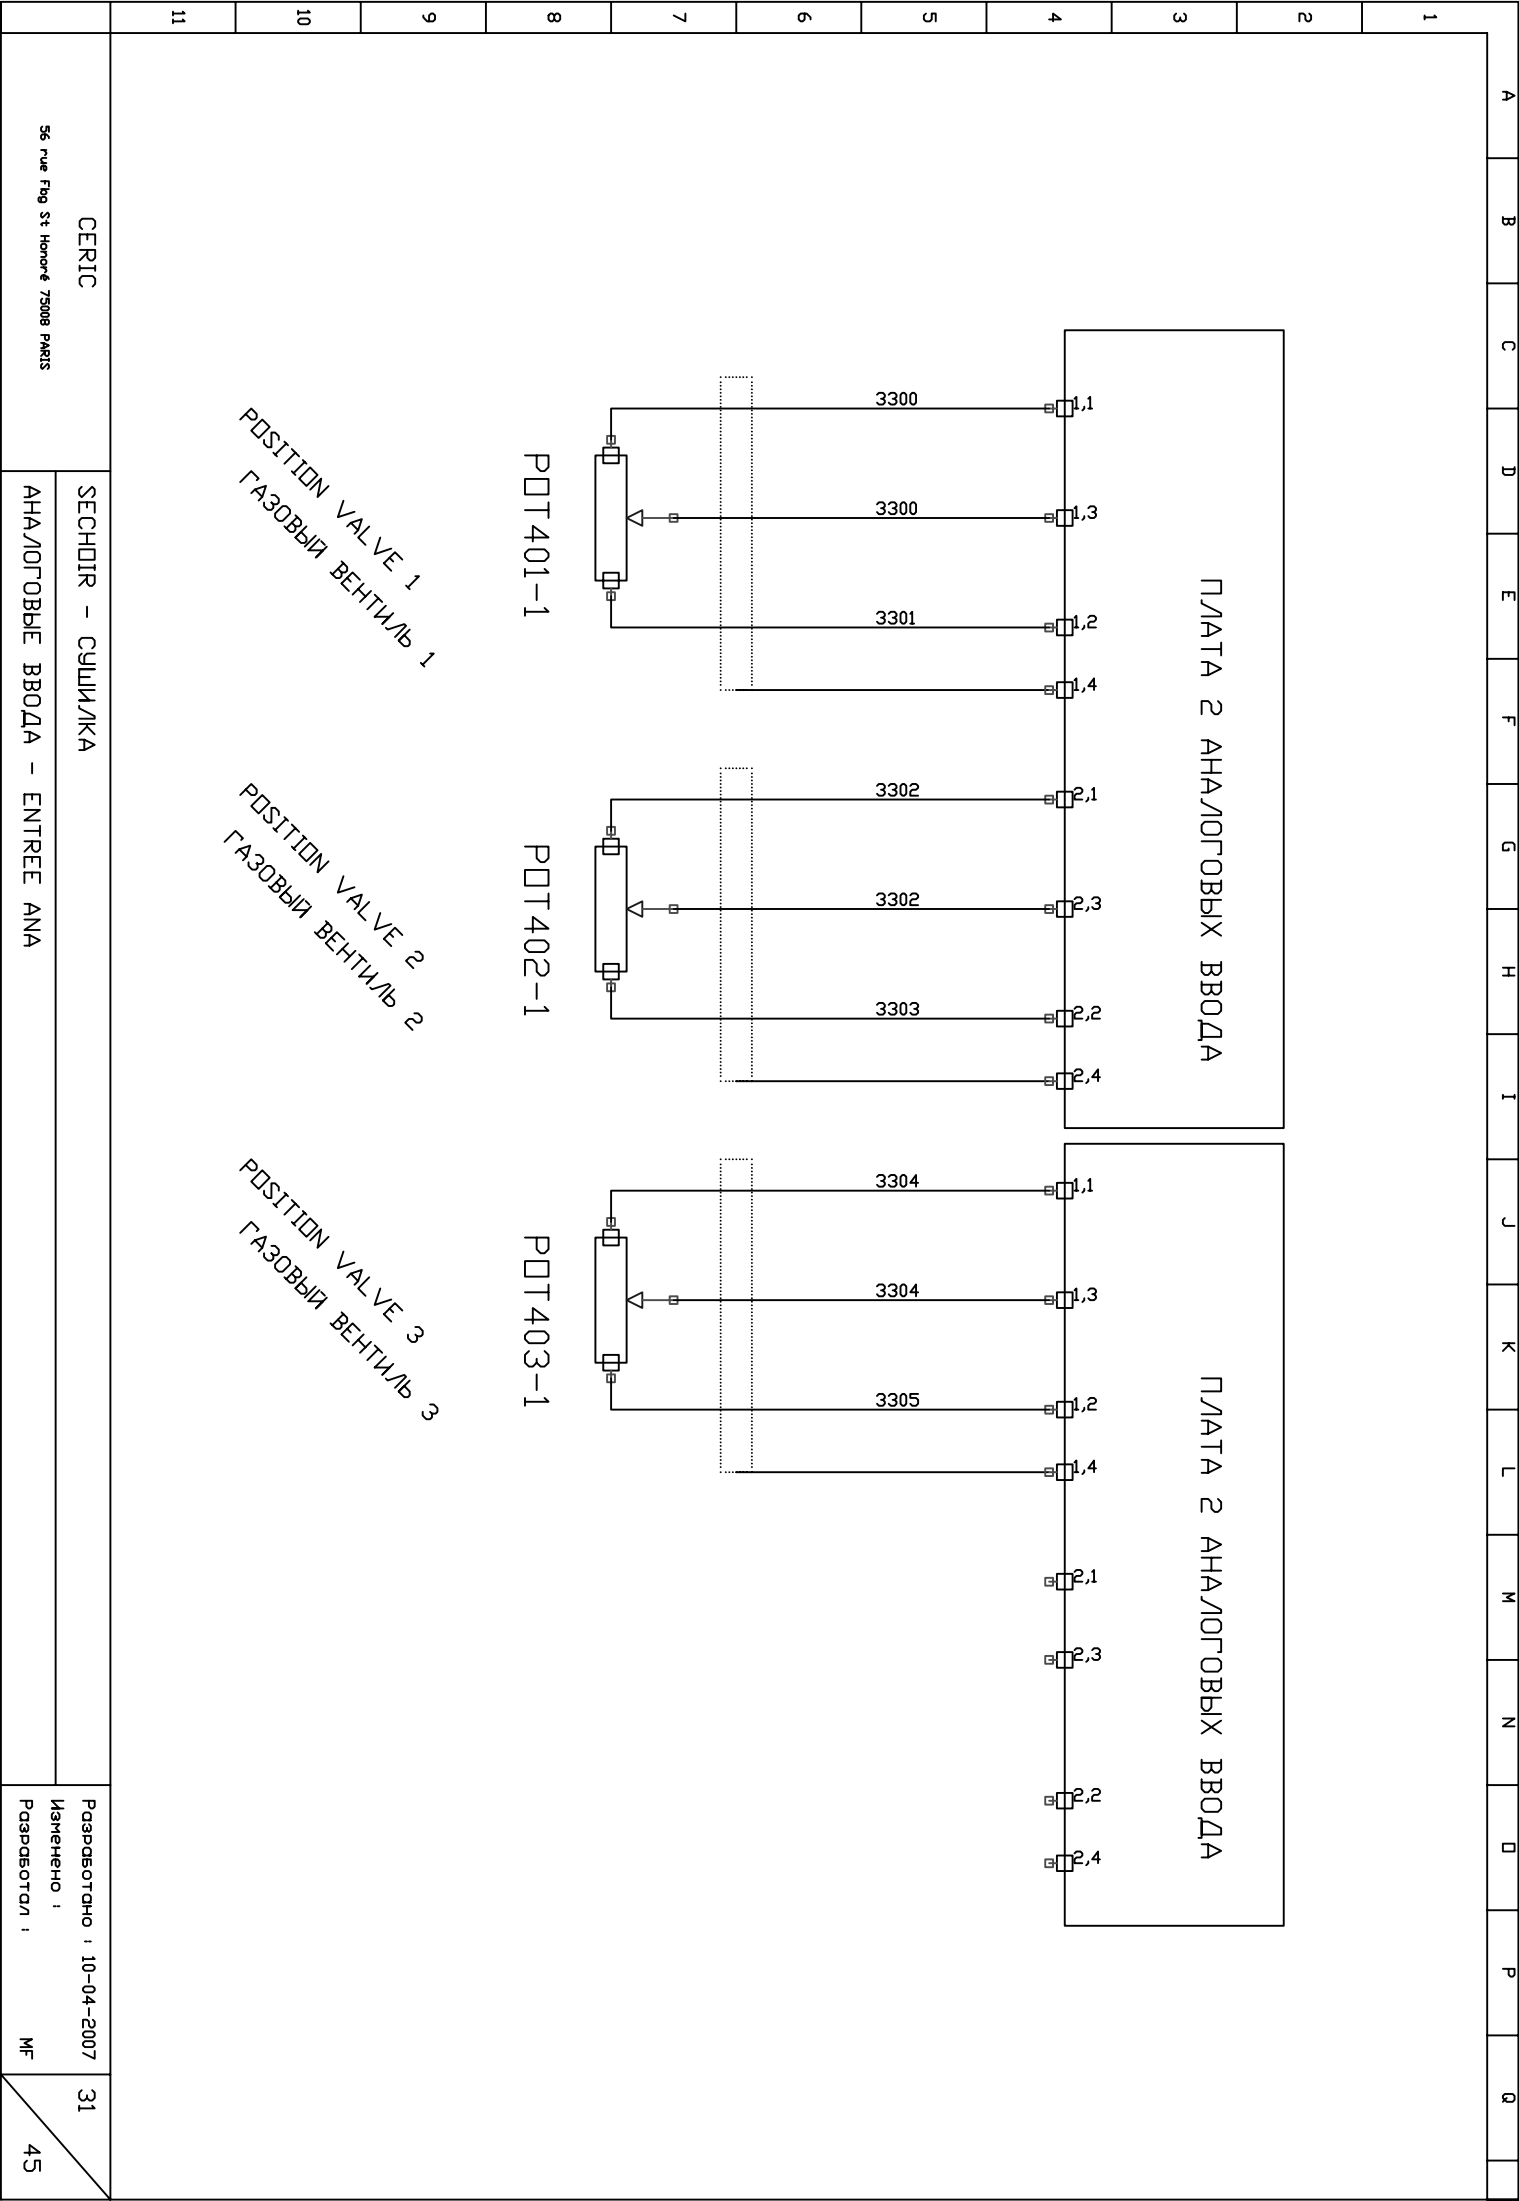 A B C D E F G H I J K L M N O P Q
1
2
3
4
5
6
7
8
9
10
11
ПЛАТА 2 АНАЛОГОВЫХ ВВОДА
ПЛАТА 2 АНАЛОГОВЫХ ВВОДА
1,1 1,3 1,2 1,4 2,1 2,3 2,2 2,4 1,1 1,3 1,2 1,4 2,1 2,3 2,2 2,4
3300 3300 3301 3302 3302 3303 3304 3304 3305
POT401-1 POT402-1 POT403-1
POSITION VALVE 1
ГАЗОВЫЙ ВЕНТИЛЬ 1
POSITION VALVE 2
ГАЗОВЫЙ ВЕНТИЛЬ 2
POSITION VALVE 3
ГАЗОВЫЙ ВЕНТИЛЬ 3
CERIC
56 rue Fbg St Honoré 75008 PARIS
SECHOIR - СУШИЛКА
АНАЛОГОВЫЕ ВВОДА - ENTREE ANA
Разработано : 10-04-2007
Изменено :
Разработал : MF
31
45